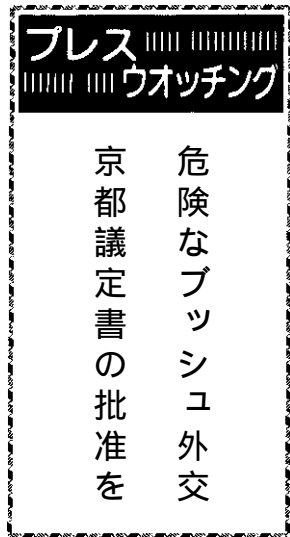 プレス
ウオッチング
危険なブッシュ外交
京都議定書の批准を